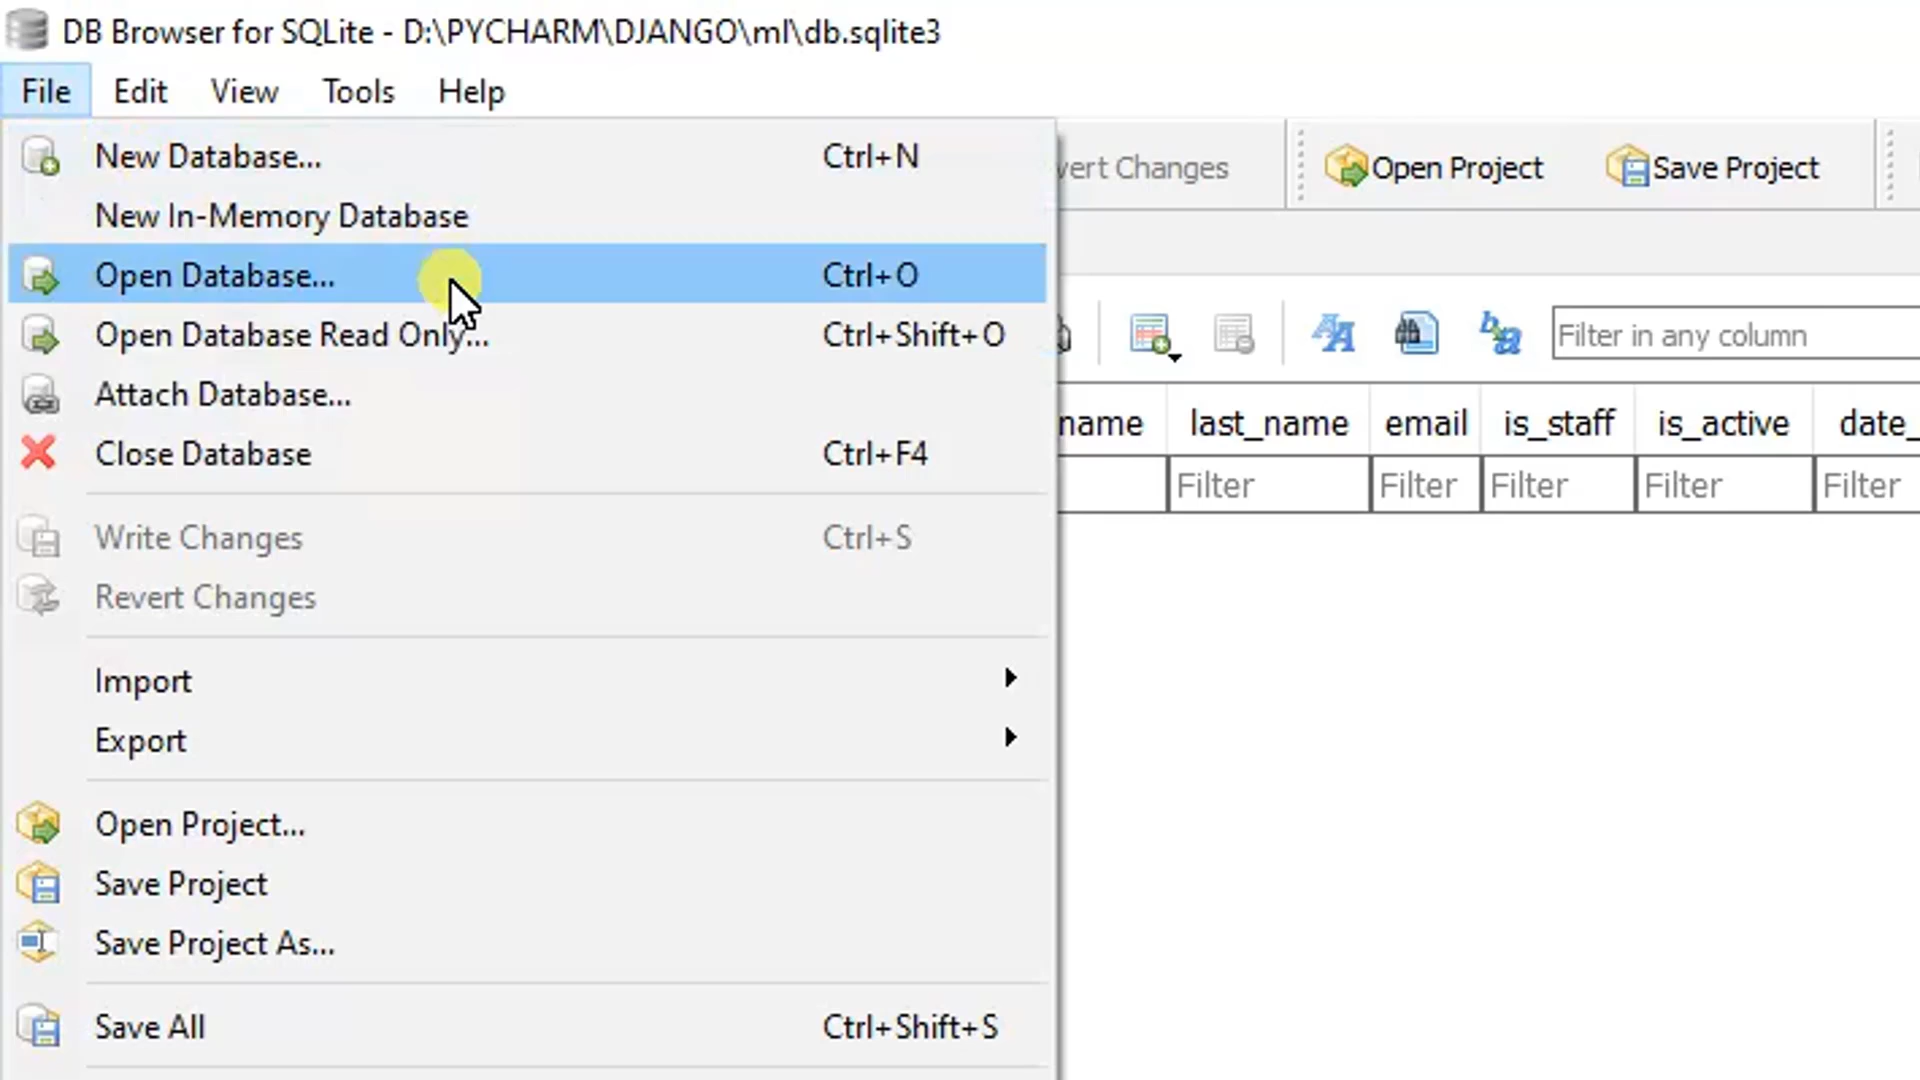 DB Browser for SQLite - D:\PYCHARM\DJANGO\ml\db.sqlite3
File Edit View Tools Help
New Database... Ctrl+N
vert Changes Open Project Save Project
New In-Memory Database
Open Database... Ctrl+O
Open Database Read Only... Ctrl+Shift+O
Filter in any column
Attach Database...
name last_name email is_staff is_active date_
Close Database Ctrl+F4
Filter Filter Filter Filter Filter
Write Changes Ctrl+S
Revert Changes
Import
Export
Open Project...
Save Project
Save Project As...
Save All Ctrl+Shift+S